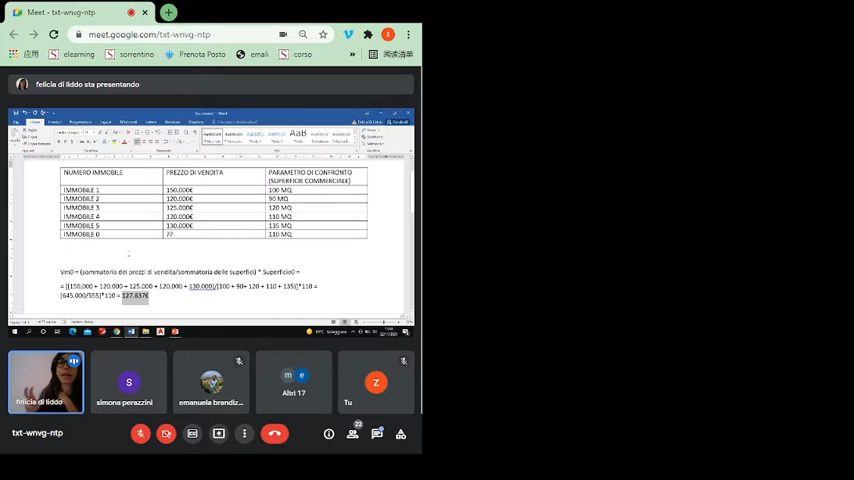 Meet – txt-wnvg-ntp
meet.google.com/txt-wnvg-ntp
应用 elearning sorrentino Prenota Posto emali corso » 阅读清单
felicia di liddo sta presentando
NUMERO IMMOBILE PREZZO DI VENDITA PARAMETRO DI CONFRONTO
(SUPERFICIE COMMERCIALE)
IMMOBILE 1 150.000€ 100 MQ
IMMOBILE 2 120.000€ 90 MQ
IMMOBILE 3 125.000€ 120 MQ
IMMOBILE 4 120.000€ 110 MQ
IMMOBILE 5 130.000€ 135 MQ
IMMOBILE 0 ?? 110 MQ
Vm0 = (sommatoria dei prezzi di vendita/sommatoria delle superfici) * Superficie0 =
= [(150.000 + 120.000 + 125.000 + 120.000 + 130.000)/(100 + 90+ 120 + 110 + 135)]*110 =
[645.000/555]*110 = 127.837€
felicia di liddo
S
simona perazzini
emanuela brandiz...
m e
Altri 17
Z
Tu
txt-wnvg-ntp
22